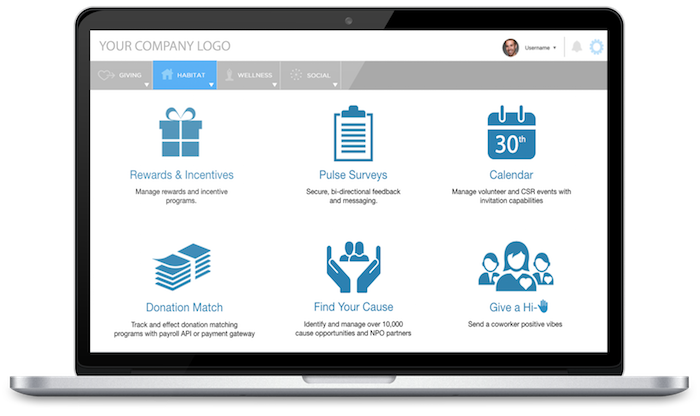 YOUR COMPANY LOGO
Username
GIVING
HABITAT
WELLNESS
SOCIAL
30th
Rewards & Incentives
Manage rewards and incentive
programs.
Pulse Surveys
Secure, bi-directional feedback
and messaging.
Calendar
Manage volunteer and CSR events with
invitation capabilities
Donation Match
Track and effect donation matching
programs with payroll API or payment gateway
Find Your Cause
Identify and manage over 10,000
cause opportunities and NPO partners
Give a Hi-
Send a coworker positive vibes